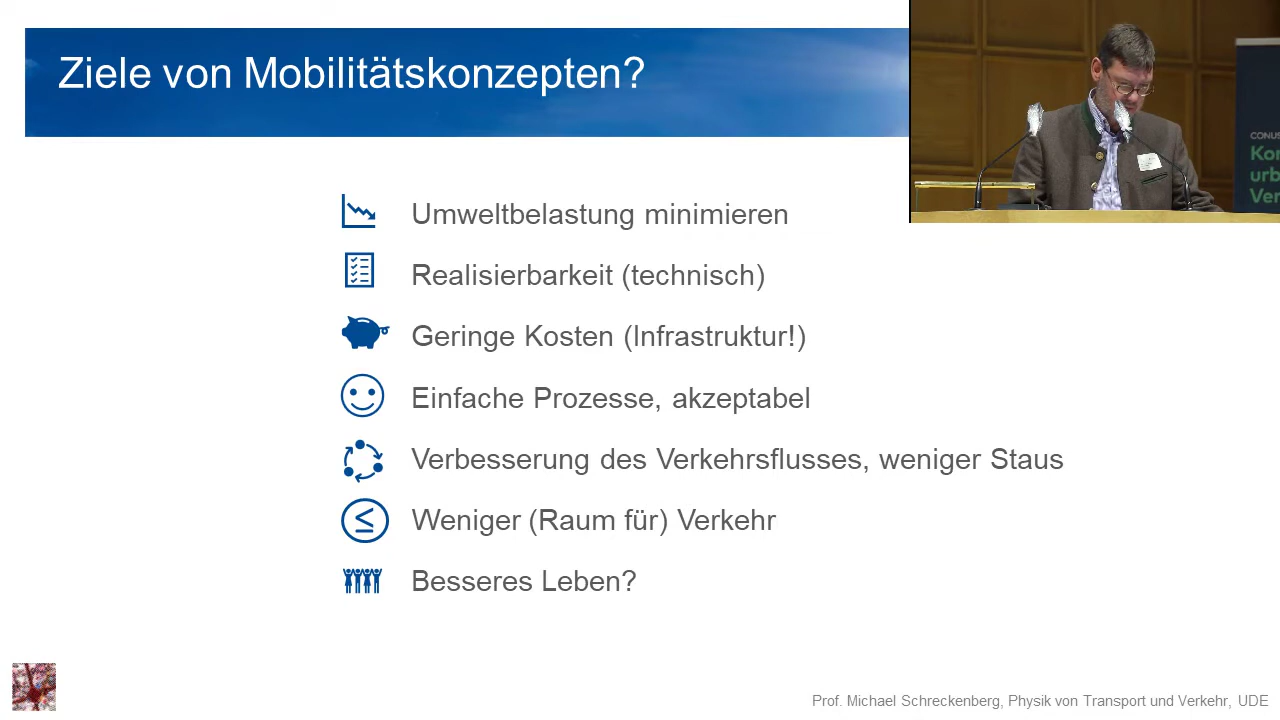 Ziele von Mobilitätskonzepten?
Umweltbelastung minimieren
Realisierbarkeit (technisch)
Geringe Kosten (Infrastruktur!)
Einfache Prozesse, akzeptabel
Verbesserung des Verkehrsflusses, weniger Staus
Weniger (Raum für) Verkehr
Besseres Leben?
Prof. Michael Schreckenberg, Physik von Transport und Verkehr, UDE